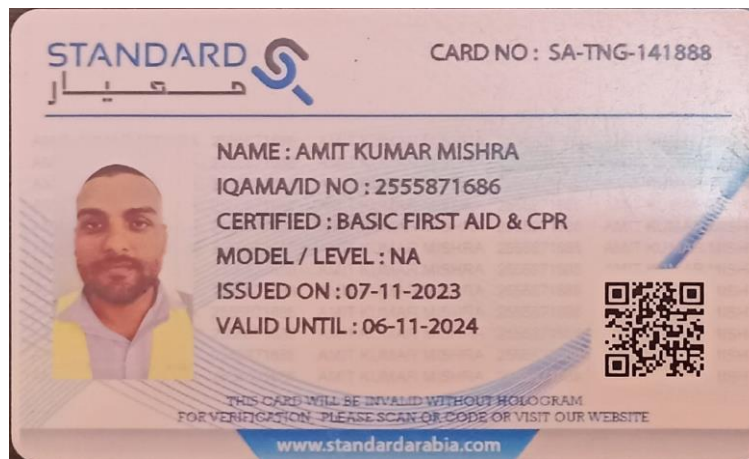 STANDARD
معيار
CARD NO : SA-TNG-141888
NAME : AMIT KUMAR MISHRA
IQAMA/ID NO : 2555871686
CERTIFIED : BASIC FIRST AID & CPR
MODEL / LEVEL : NA
ISSUED ON : 07-11-2023
VALID UNTIL : 06-11-2024
THIS CARD WILL BE INVALID WITHOUT HOLOGRAM
FOR VERIFICATION, PLEASE SCAN QR CODE OR VISIT OUR WEBSITE
www.standardarabia.com